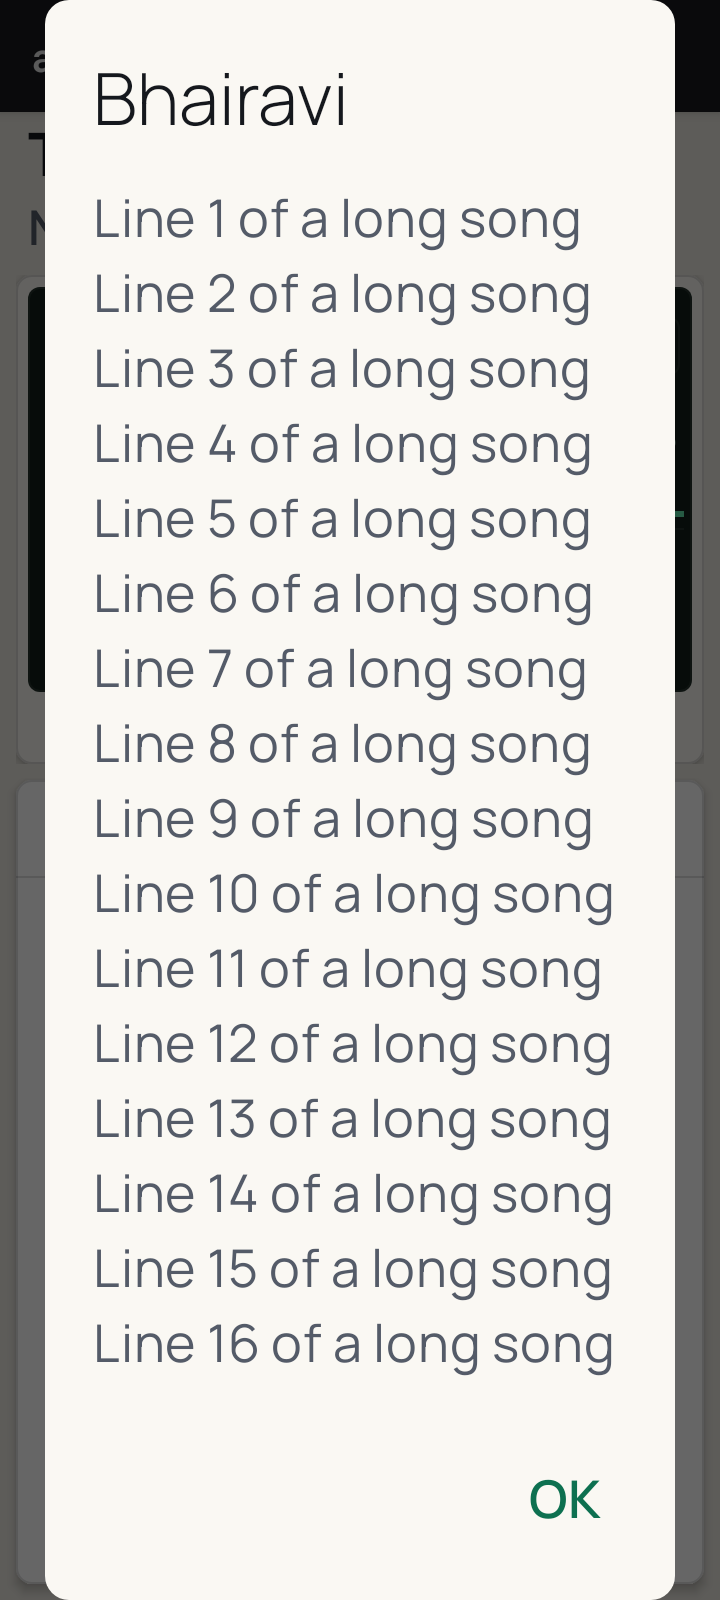 Bhairavi
Line 1 of a long song
Line 2 of a long song
Line 3 of a long song
Line 4 of a long song
Line 5 of a long song
Line 6 of a long song
Line 7 of a long song
Line 8 of a long song
Line 9 of a long song
Line 10 of a long song
Line 11 of a long song
Line 12 of a long song
Line 13 of a long song
Line 14 of a long song
Line 15 of a long song
Line 16 of a long song
OK